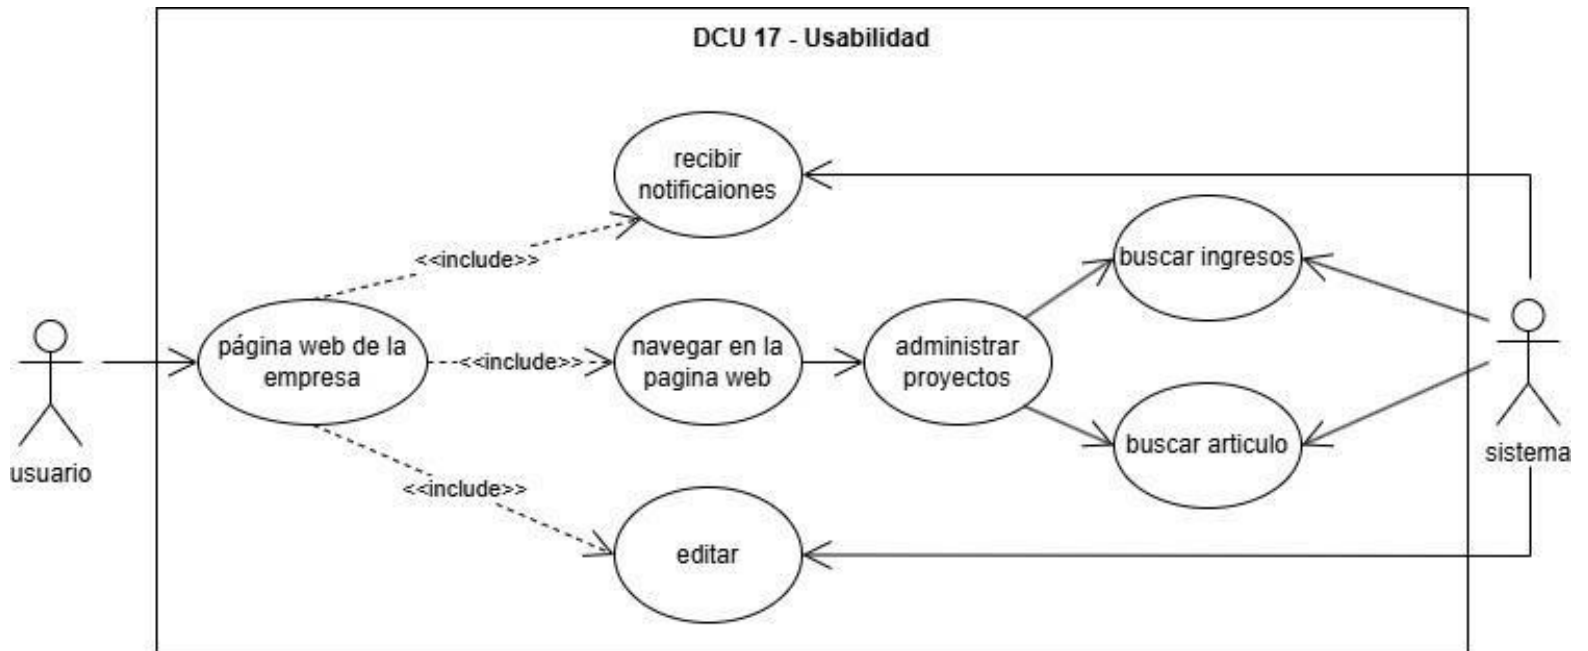 DCU 17 - Usabilidad
recibir
notificaiones
<<include>>
buscar ingresos
página web de la
empresa
<<include>>
navegar en la
pagina web
administrar
proyectos
buscar articulo
usuario
sistema
<<include>>
editar